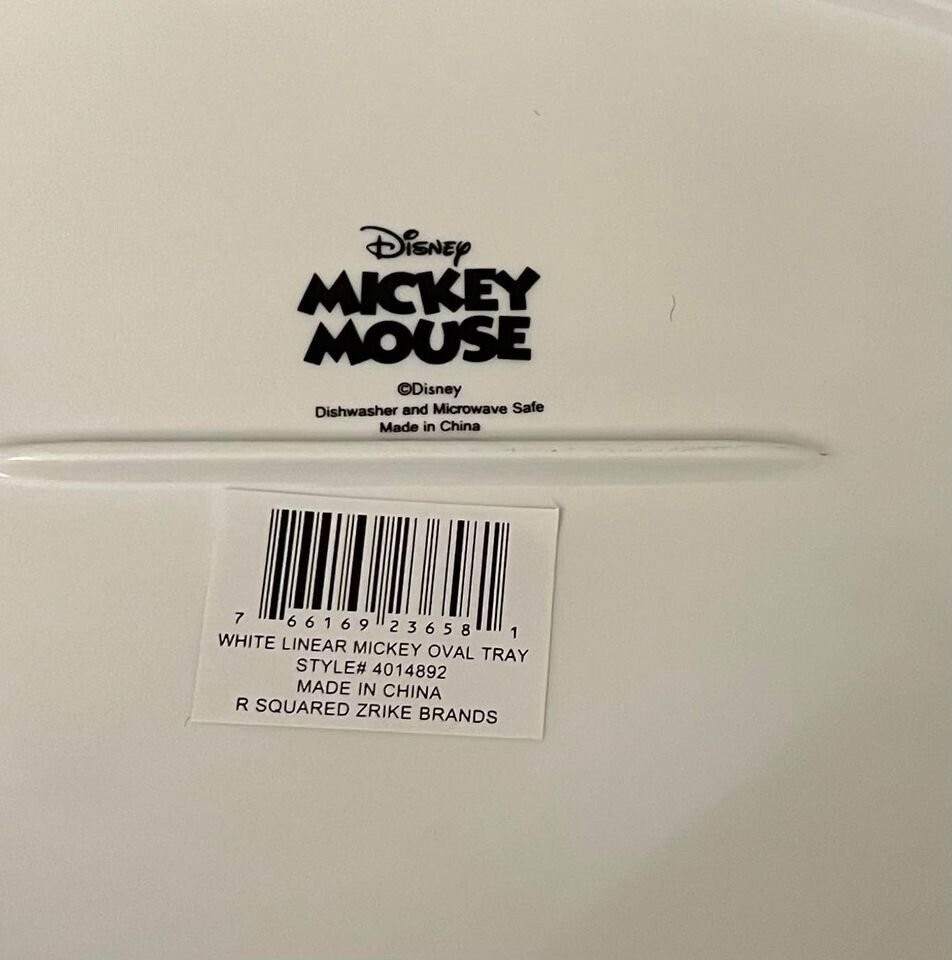 Disney
MICKEY
MOUSE
©Disney
Dishwasher and Microwave Safe
Made in China
7 66169 23658 1
WHITE LINEAR MICKEY OVAL TRAY
STYLE# 4014892
MADE IN CHINA
R SQUARED ZRIKE BRANDS